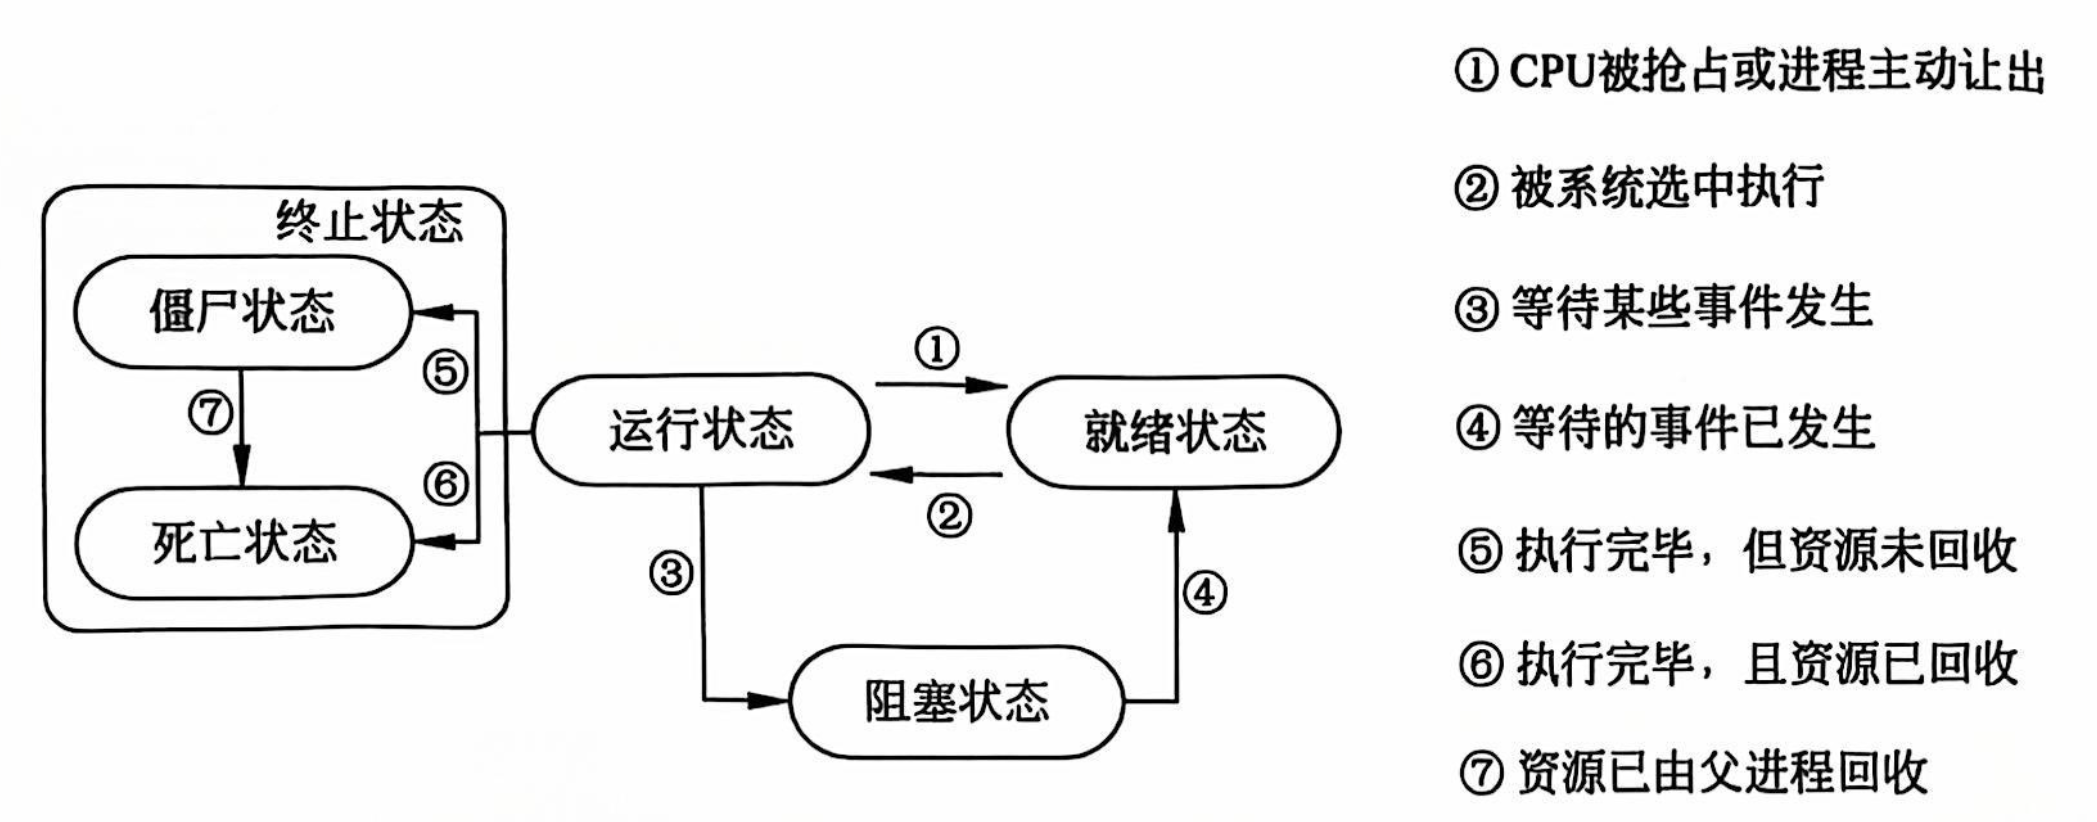 终止状态
僵尸状态
⑤
⑦
⑥
死亡状态
运行状态
①
②
就绪状态
③
④
阻塞状态
① CPU被抢占或进程主动让出
② 被系统选中执行
③ 等待某些事件发生
④ 等待的事件已发生
⑤ 执行完毕，但资源未回收
⑥ 执行完毕，且资源已回收
⑦ 资源已由父进程回收